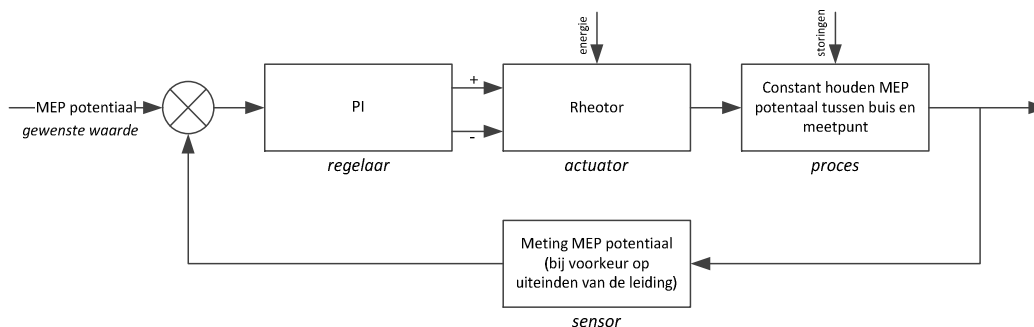 energie
storingen
MEP potentiaal
gewenste waarde
PI
+
-
regelaar
Rheotor
actuator
Constant houden MEP
potentaal tussen buis en
meetpunt
proces
Meting MEP potentiaal
(bij voorkeur op
uiteinden van de leiding)
sensor